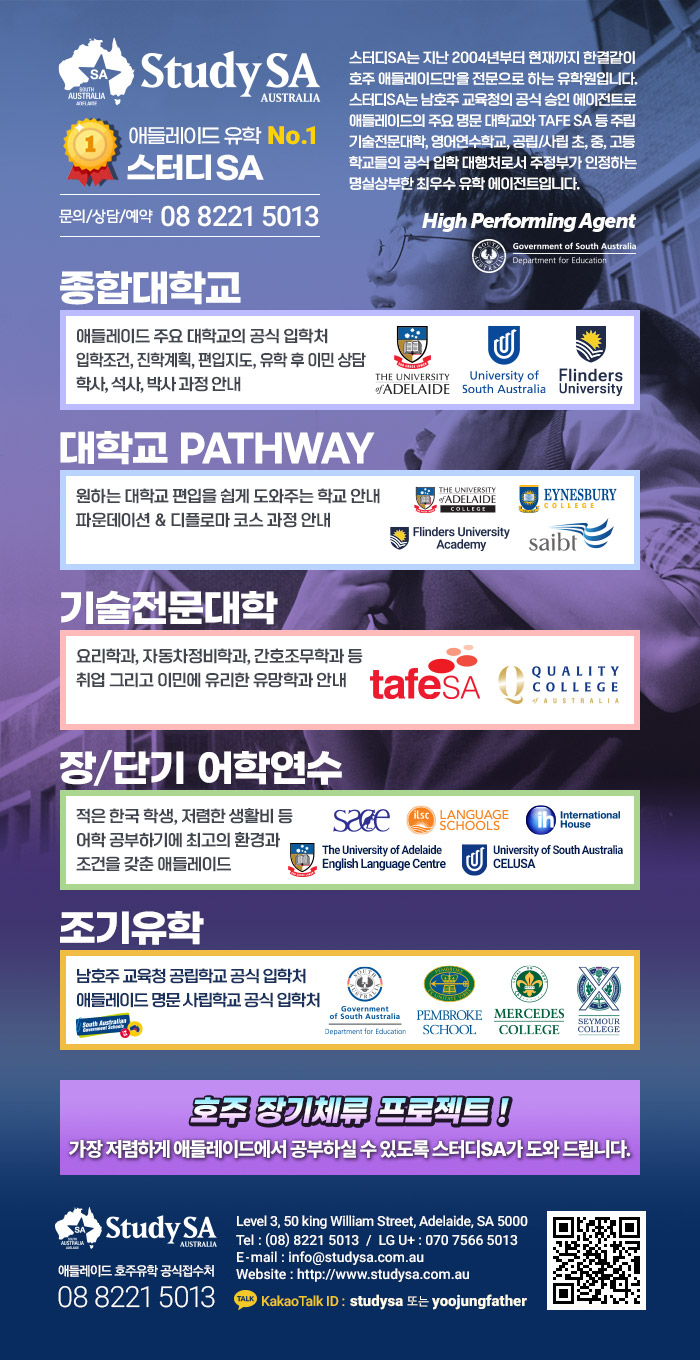 SA
SOUTH
AUSTRALIA
ADELAIDE
Study SA
AUSTRALIA
1
애들레이드 유학 No.1
스터디 SA
문의/상담/예약 08 8221 5013
스터디SA는 지난 2004년부터 현재까지 한결같이
호주 애들레이드만을 전문으로 하는 유학원입니다.
스터디SA는 남호주 교육청의 공식 승인 에이전트로
애들레이드의 주요 명문 대학교와 TAFE SA 등 주립
기술전문대학, 영어연수학교, 공립/사립 초, 중, 고등
학교들의 공식 입학 대행처로서 주정부가 인정하는
명실상부한 최우수 유학 에이전트입니다.
High Performing Agent
SOUTH AUSTRALIA
Government of South Australia
Department for Education
종합대학교
애들레이드 주요 대학교의 공식 입학처
입학조건, 진학계획, 편입지도, 유학 후 이민 상담
학사, 석사, 박사 과정 안내
THE UNIVERSITY
of ADELAIDE
University of
South Australia
Flinders
University
대학교 PATHWAY
원하는 대학교 편입을 쉽게 도와주는 학교 안내
파운데이션 & 디플로마 코스 과정 안내
THE UNIVERSITY
of ADELAIDE
COLLEGE
EYNESBURY
COLLEGE
Flinders University
Academy
saibt
기술전문대학
요리학과, 자동차정비학과, 간호조무학과 등
취업 그리고 이민에 유리한 유망학과 안내
tafeSA
QUALITY
COLLEGE
of AUSTRALIA
장/단기 어학연수
적은 한국 학생, 저렴한 생활비 등
어학 공부하기에 최고의 환경과
조건을 갖춘 애들레이드
sace
ilsc LANGUAGE
SCHOOLS
ih International
House
The University of Adelaide
English Language Centre
University of South Australia
CELUSA
조기유학
남호주 교육청 공립학교 공식 입학처
애들레이드 명문 사립학교 공식 입학처
South Australian
Government Schools
SOUTH AUSTRALIA
Government
of South Australia
Department for Education
PEMBROKE
SCHOOL
MERCEDES
COLLEGE
SEYMOUR
COLLEGE
호주 장기체류 프로젝트 !
가장 저렴하게 애들레이드에서 공부하실 수 있도록 스터디SA가 도와 드립니다.
SA
SOUTH
AUSTRALIA
ADELAIDE
Study SA
AUSTRALIA
애들레이드 호주유학 공식접수처
08 8221 5013
Level 3, 50 king William Street, Adelaide, SA 5000
Tel : (08) 8221 5013 / LG U+ : 070 7566 5013
E-mail : info@studysa.com.au
Website : http://www.studysa.com.au
TALK KakaoTalk ID : studysa 또는 yoojungfather